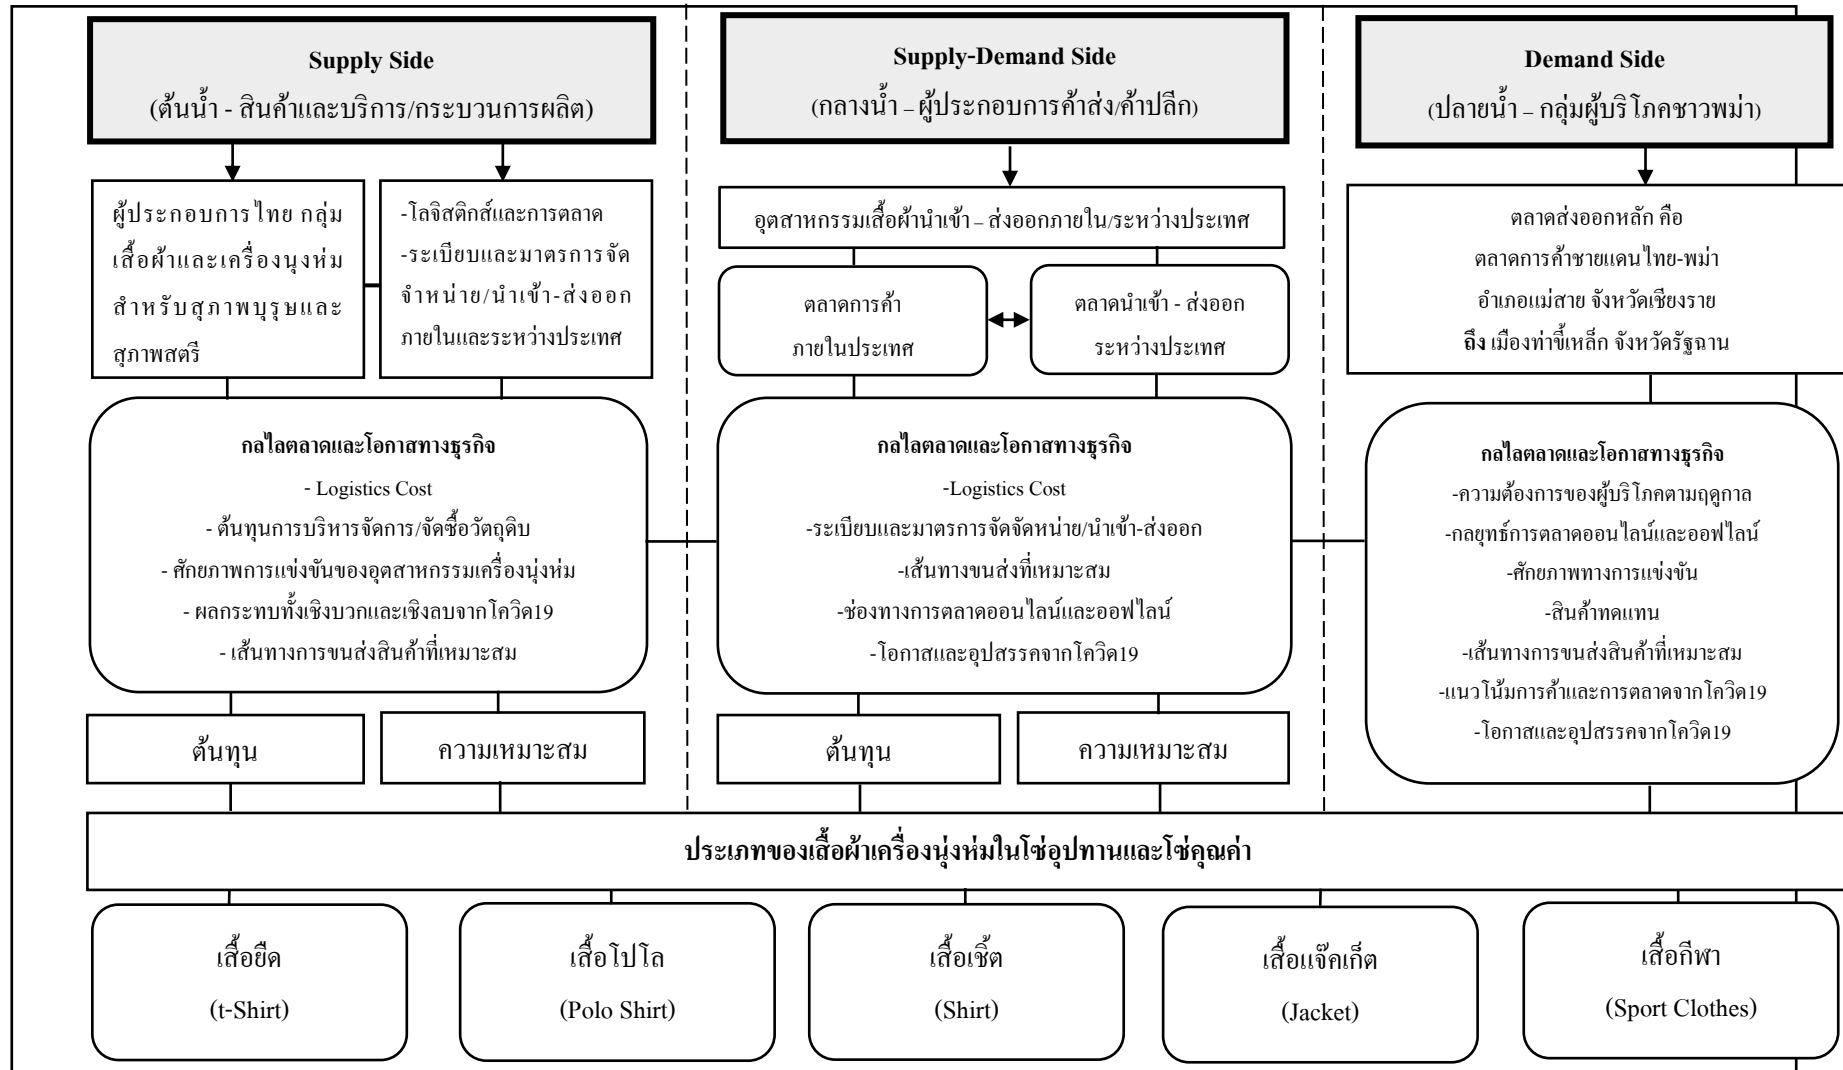 Supply Side
(ต้นน้ำ - สินค้าและบริการ/กระบวนการผลิต)
Supply-Demand Side
(กลางน้ำ – ผู้ประกอบการค้าส่ง/ค้าปลีก)
Demand Side
(ปลายน้ำ – กลุ่มผู้บริโภคชาวพม่า)
ผู้ประกอบการไทย กลุ่ม
เสื้อผ้าและเครื่องนุงห่ม
สำหรับสุภาพบุรุษและ
สุภาพสตรี
-โลจิสติกส์และการตลาด
-ระเบียบและมาตรการจัด
จำหน่าย/นำเข้า-ส่งออก
ภายในและระหว่างประเทศ
อุตสาหกรรมเสื้อผ้านำเข้า – ส่งออกภายใน/ระหว่างประเทศ
ตลาดการค้า
ภายในประเทศ
ตลาดนำเข้า - ส่งออก
ระหว่างประเทศ
ตลาดส่งออกหลัก คือ
ตลาดการค้าชายแดนไทย-พม่า
อำเภอแม่สาย จังหวัดเชียงราย
ถึง เมืองท่าขี้เหล็ก จังหวัดรัฐฉาน
กลไลตลาดและโอกาสทางธุรกิจ
- Logistics Cost
- ต้นทุนการบริหารจัดการ/จัดซื้อวัตถุดิบ
- ศักยภาพการแข่งขันของอุตสาหกรรมเครื่องนุ่งห่ม
- ผลกระทบทั้งเชิงบวกและเชิงลบจากโควิด19
- เส้นทางการขนส่งสินค้าที่เหมาะสม
กลไลตลาดและโอกาสทางธุรกิจ
-Logistics Cost
-ระเบียบและมาตรการจัดจัดหน่าย/นำเข้า-ส่งออก
-เส้นทางขนส่งที่เหมาะสม
-ช่องทางการตลาดออนไลน์และออฟไลน์
-โอกาสและอุปสรรคจากโควิด19
กลไลตลาดและโอกาสทางธุรกิจ
-ความต้องการของผู้บริโภคตามฤดูกาล
-กลยุทธ์การตลาดออนไลน์และออฟไลน์
-ศักยภาพทางการแข่งขัน
-สินค้าทดแทน
-เส้นทางการขนส่งสินค้าที่เหมาะสม
-แนวโน้มการค้าและการตลาดจากโควิด19
-โอกาสและอุปสรรคจากโควิด19
ต้นทุน
ความเหมาะสม
ต้นทุน
ความเหมาะสม
ประเภทของเสื้อผ้าเครื่องนุ่งห่มในโซ่อุปทานและโซ่คุณค่า
เสื้อยืด
(t-Shirt)
เสื้อโปโล
(Polo Shirt)
เสื้อเชิ้ต
(Shirt)
เสื้อแจ๊คเก็ต
(Jacket)
เสื้อกีฬา
(Sport Clothes)